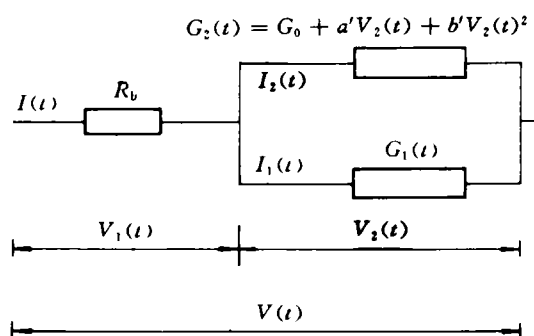 G₂(t) = G₀ + a′V₂(t) + b′V₂(t)²
I(t) R_b I₂(t)
I₁(t) G₁(t)
V₁(t) V₂(t)
V(t)